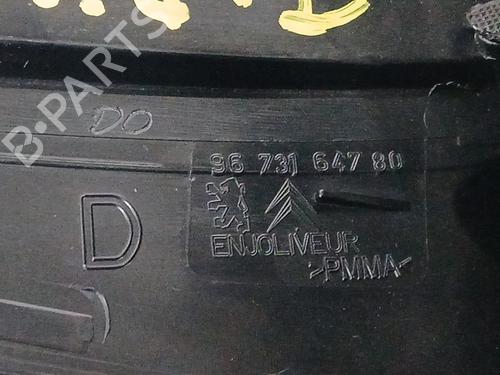 DO
96 731 647 80
D
ENJOLIVEUR
>PMMA<
B-PARTS